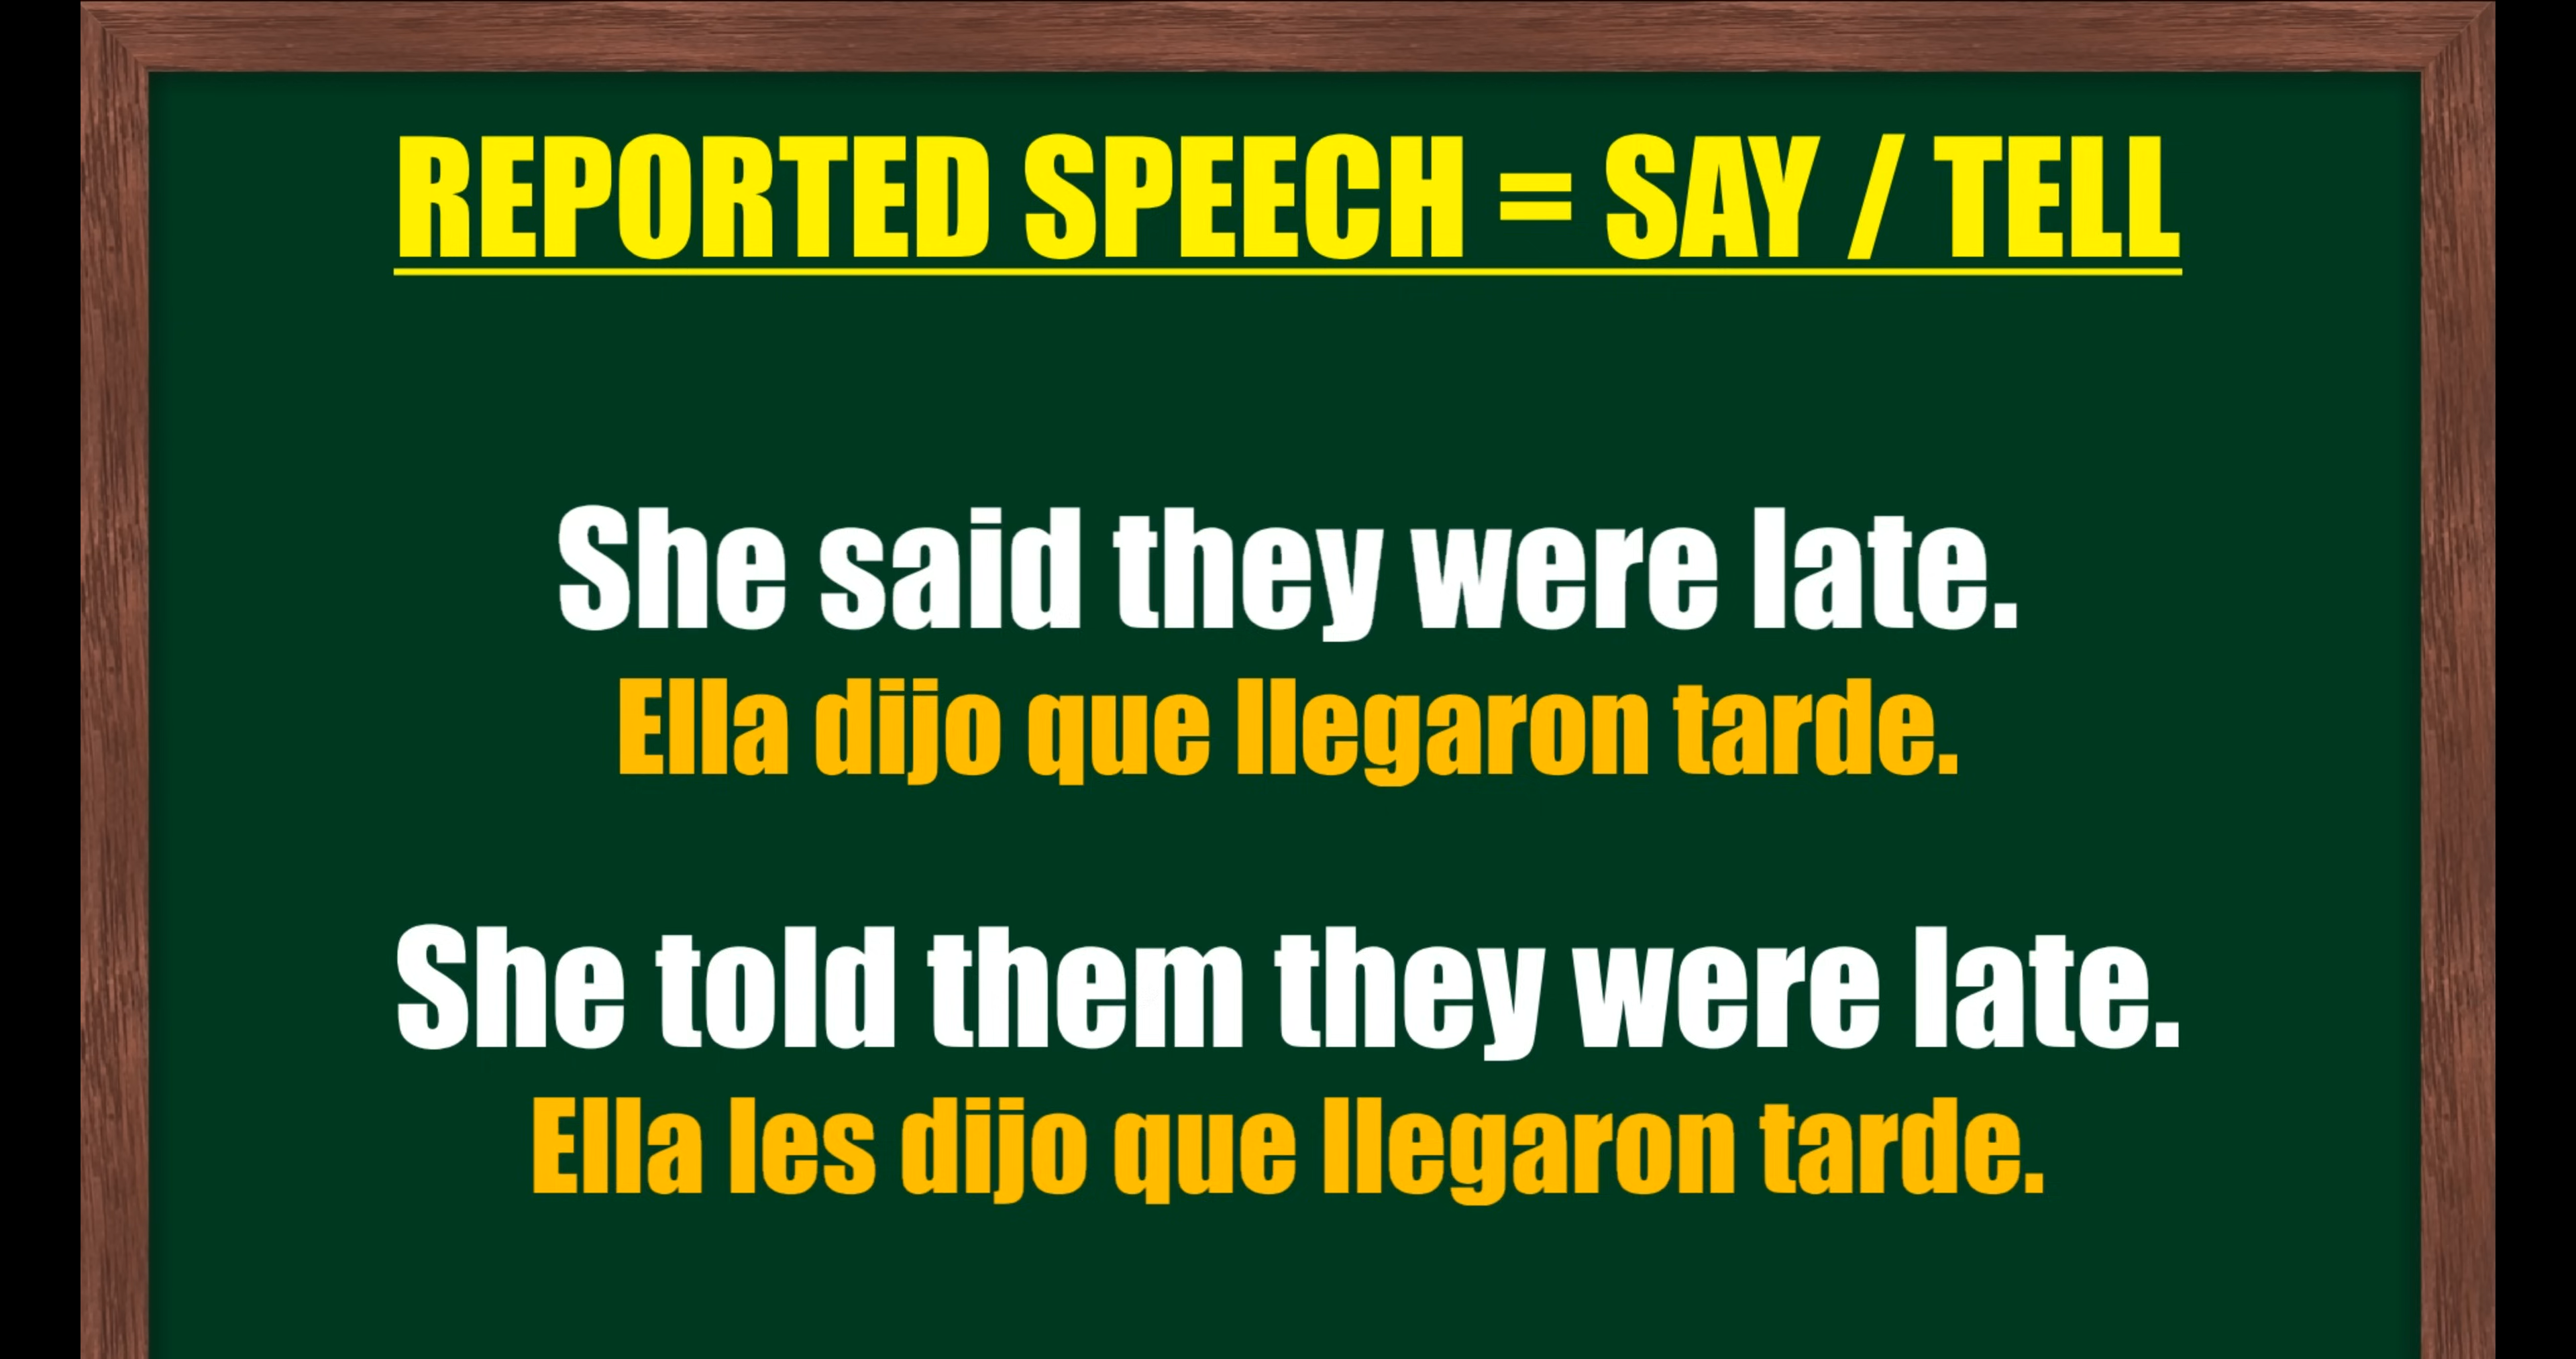 REPORTED SPEECH = SAY / TELL
She said they were late.
Ella dijo que llegaron tarde.
She told them they were late.
Ella les dijo que llegaron tarde.